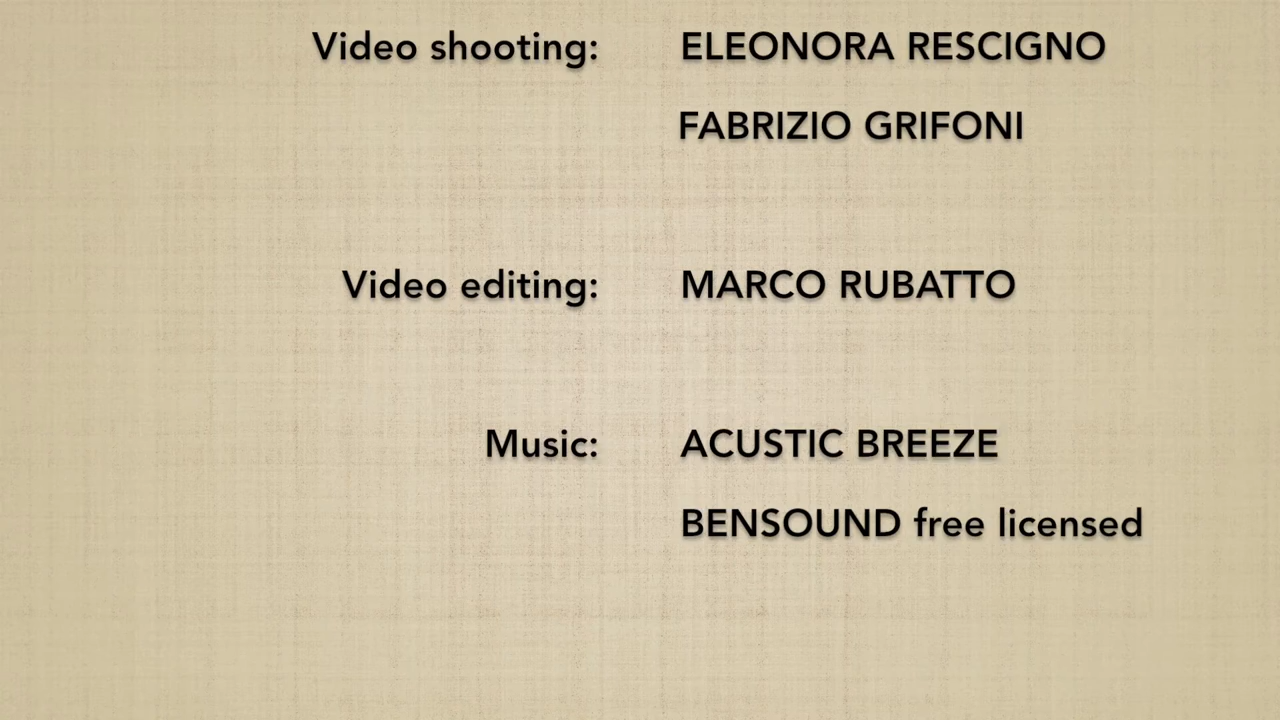 Video shooting: ELEONORA RESCIGNO
FABRIZIO GRIFONI
Video editing: MARCO RUBATTO
Music: ACUSTIC BREEZE
BENSOUND free licensed